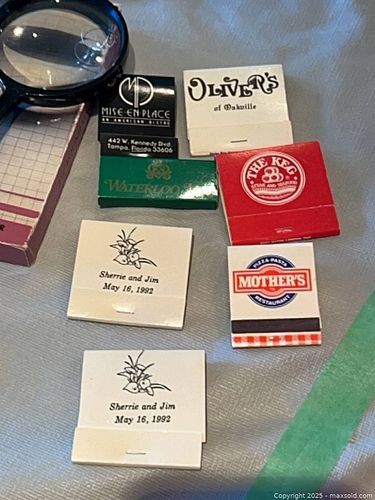 MISE EN PLACE
AN AMERICAN BISTRO
442 W. Kennedy Blvd.
Tampa, Florida 33606
OLIVER'S
of Oakville
WATERLOO
THE KEG
STEAK AND SEAFOOD
Sherrie and Jim
May 16, 1992
PIZZA-PASTA
MOTHER'S
RESTAURANT
Sherrie and Jim
May 16, 1992
R
Copyright 2025 - maxsold.com